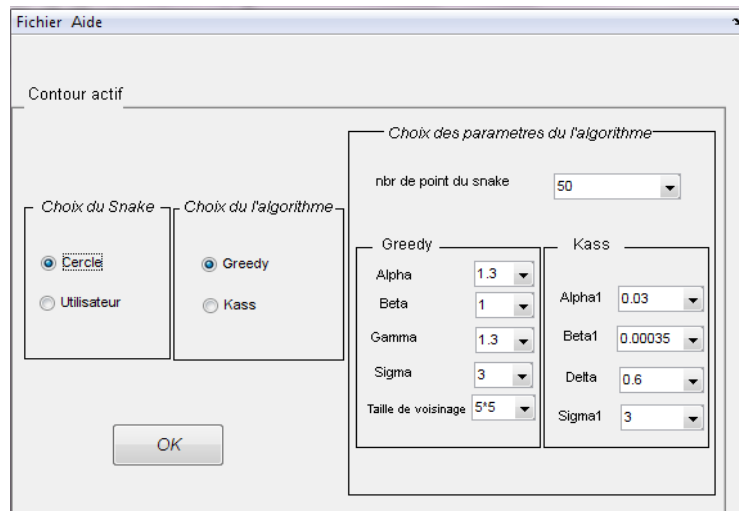 Fichier Aide
Contour actif
Choix du Snake
Cercle
Utilisateur
Choix du l'algorithme
Greedy
Kass
OK
Choix des parametres du l'algorithme
nbr de point du snake 50
Greedy
Alpha 1.3
Beta 1
Gamma 1.3
Sigma 3
Taille de voisinage 5*5
Kass
Alpha1 0.03
Beta1 0.00035
Delta 0.6
Sigma1 3